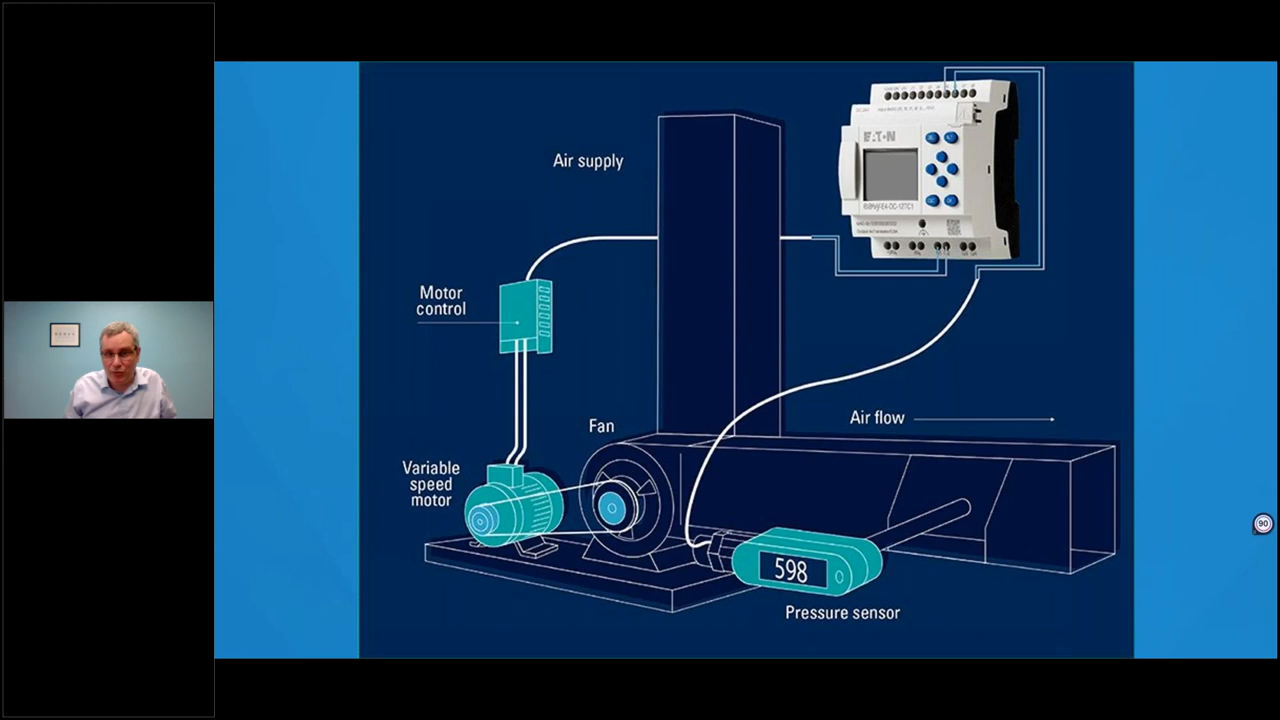 Air supply
EATON
Motor
control
Air flow
Fan
Variable
speed
motor
598
Pressure sensor
90